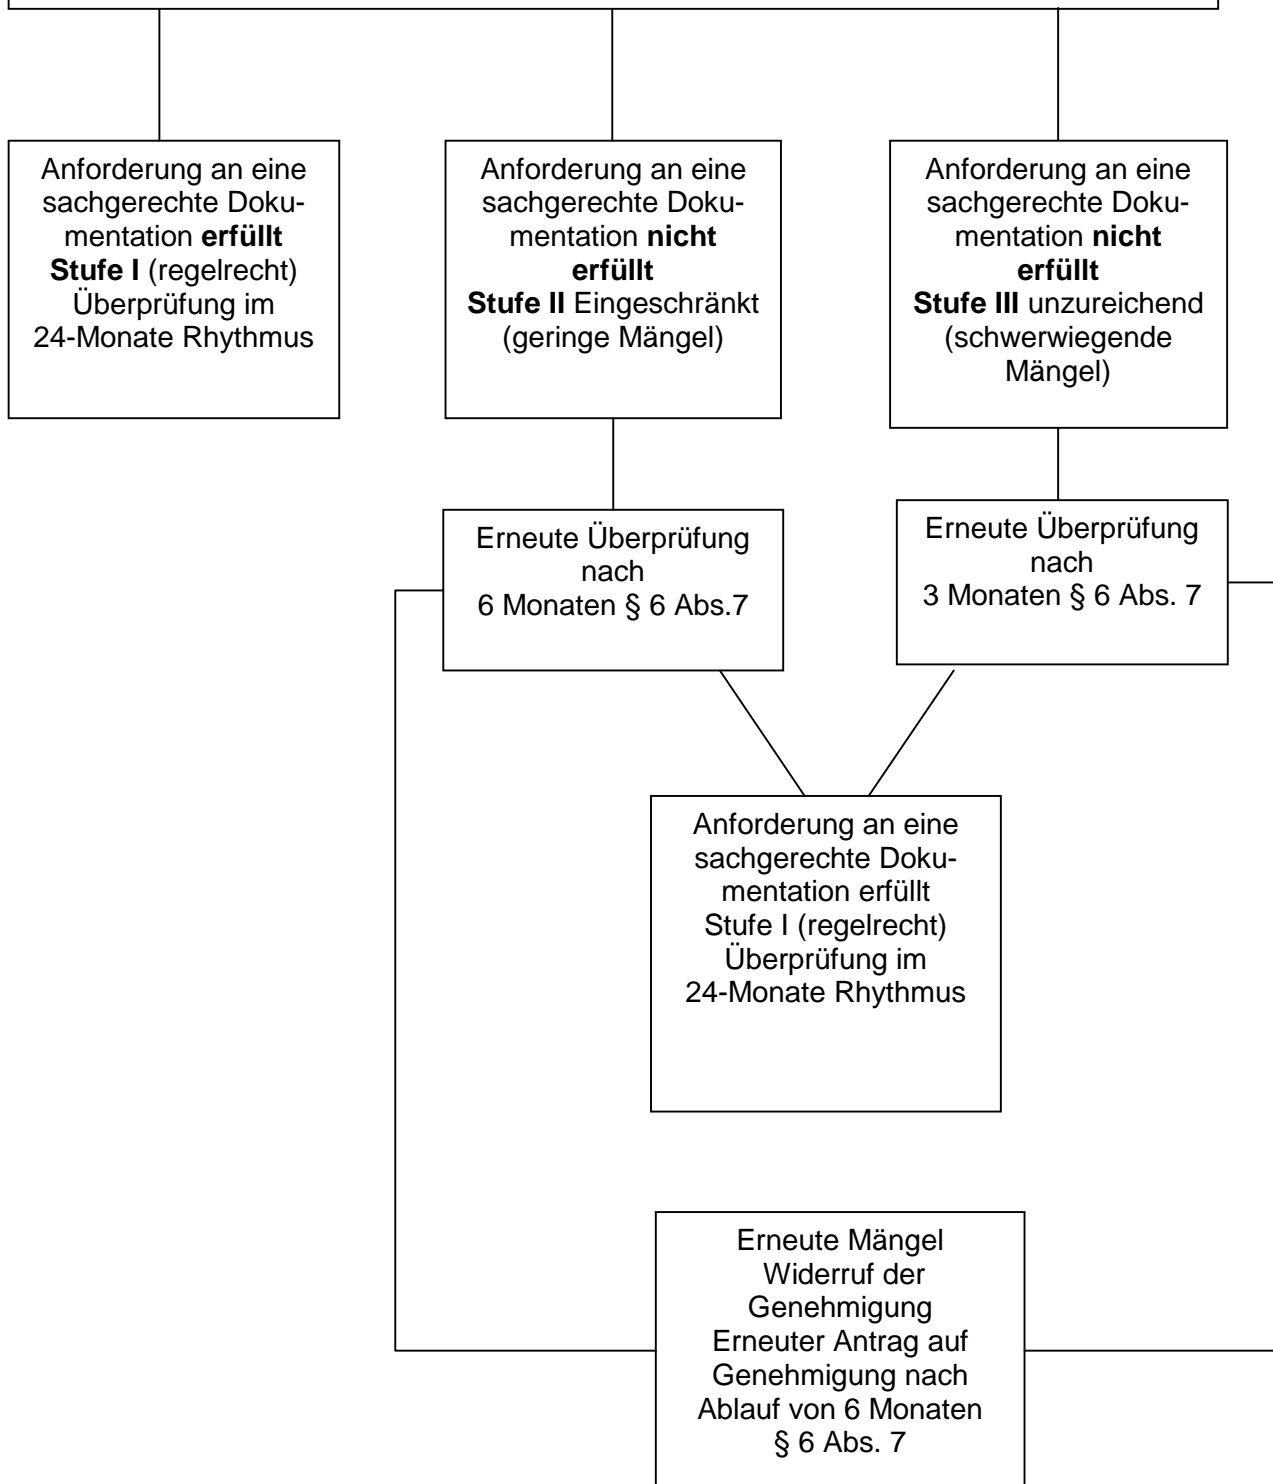 Anforderung an eine
sachgerechte Doku-
mentation erfüllt
Stufe I (regelrecht)
Überprüfung im
24-Monate Rhythmus
Anforderung an eine
sachgerechte Doku-
mentation nicht
erfüllt
Stufe II Eingeschränkt
(geringe Mängel)
Anforderung an eine
sachgerechte Doku-
mentation nicht
erfüllt
Stufe III unzureichend
(schwerwiegende
Mängel)
Erneute Überprüfung
nach
6 Monaten § 6 Abs.7
Erneute Überprüfung
nach
3 Monaten § 6 Abs. 7
Anforderung an eine
sachgerechte Doku-
mentation erfüllt
Stufe I (regelrecht)
Überprüfung im
24-Monate Rhythmus
Erneute Mängel
Widerruf der
Genehmigung
Erneuter Antrag auf
Genehmigung nach
Ablauf von 6 Monaten
§ 6 Abs. 7